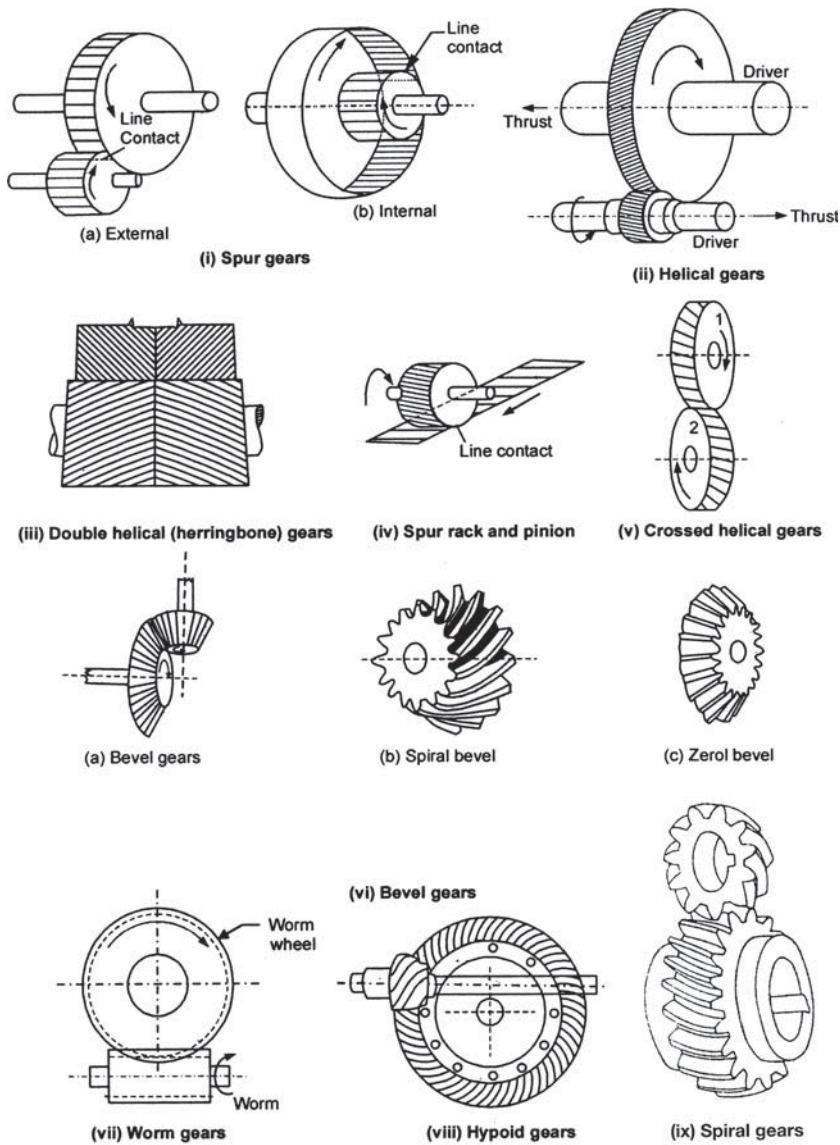 Line
contact
Line
Contact
(a) External
(b) Internal
(i) Spur gears
Driver
Thrust
Thrust
Driver
(ii) Helical gears
(iii) Double helical (herringbone) gears
Line contact
(iv) Spur rack and pinion
1
2
(v) Crossed helical gears
(a) Bevel gears
(b) Spiral bevel
(c) Zerol bevel
(vi) Bevel gears
Worm
wheel
Worm
(vii) Worm gears
(viii) Hypoid gears
(ix) Spiral gears